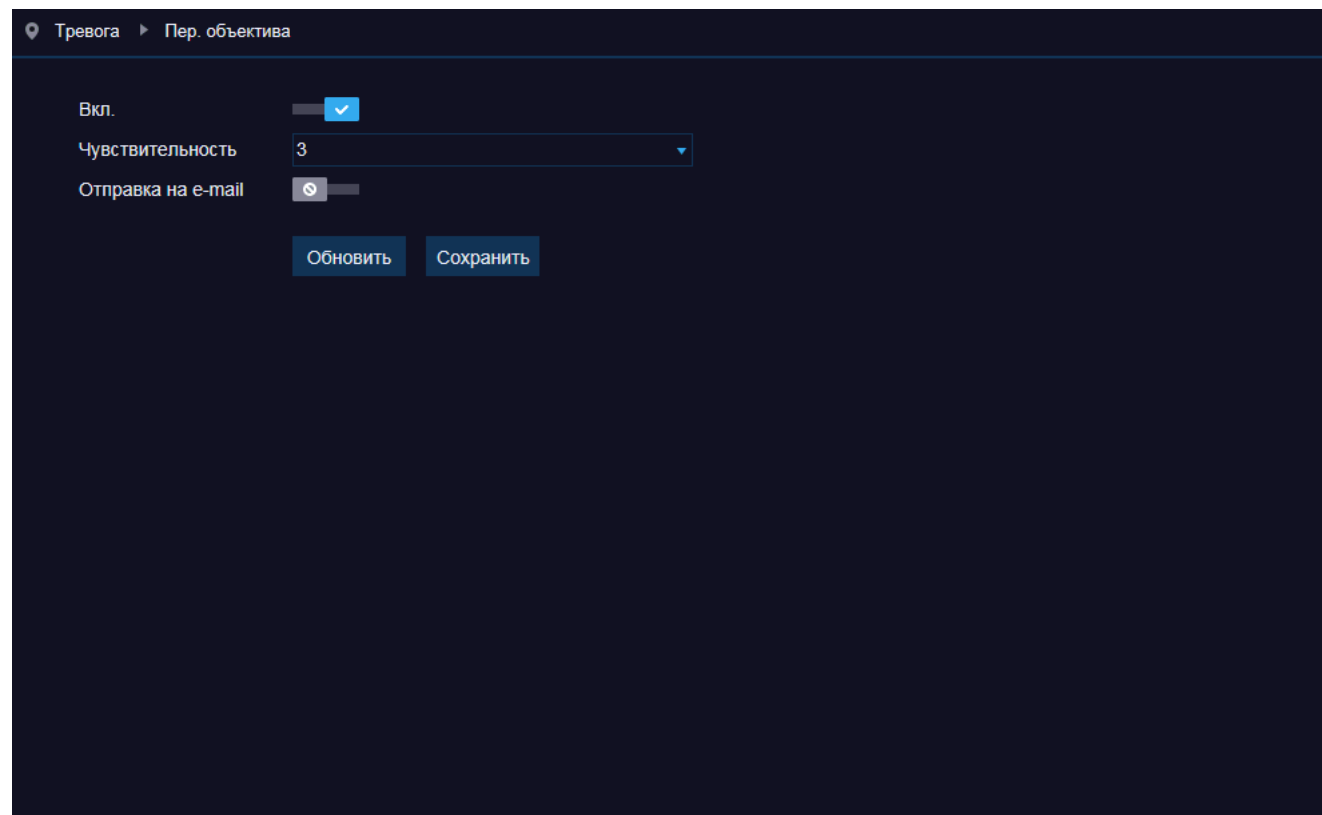 Тревога Пер. объектива
Вкл.
Чувствительность 3
Отправка на e-mail
Обновить Сохранить